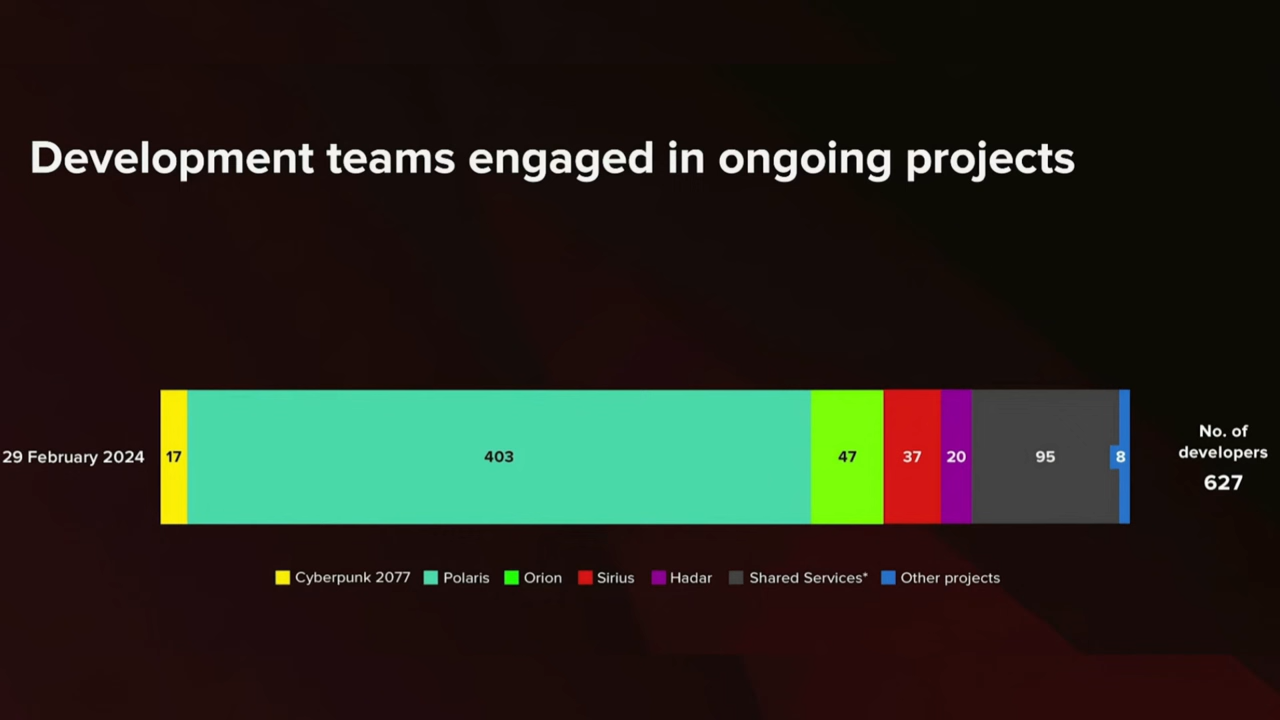 Development teams engaged in ongoing projects
29 February 2024
17
403
47
37
20
95
8
No. of
developers
627
Cyberpunk 2077
Polaris
Orion
Sirius
Hadar
Shared Services*
Other projects